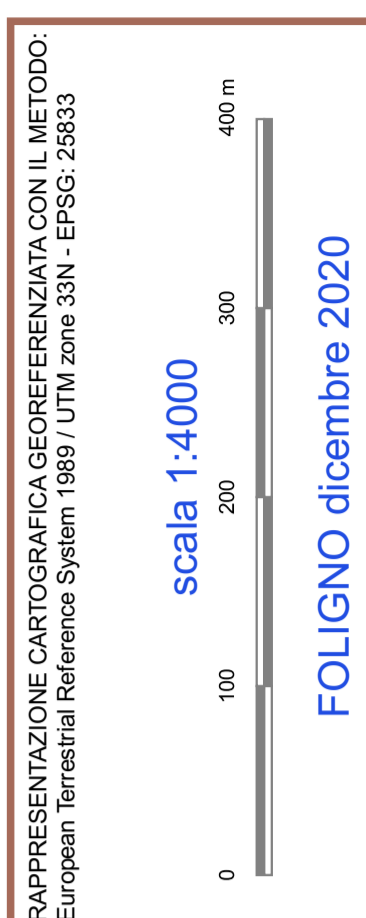 RAPPRESENTAZIONE CARTOGRAFICA GEOREFERENZIATA CON IL METODO:
European Terrestrial Reference System 1989 / UTM zone 33N - EPSG: 25833
scala 1:4000
0 100 200 300 400 m
FOLIGNO dicembre 2020